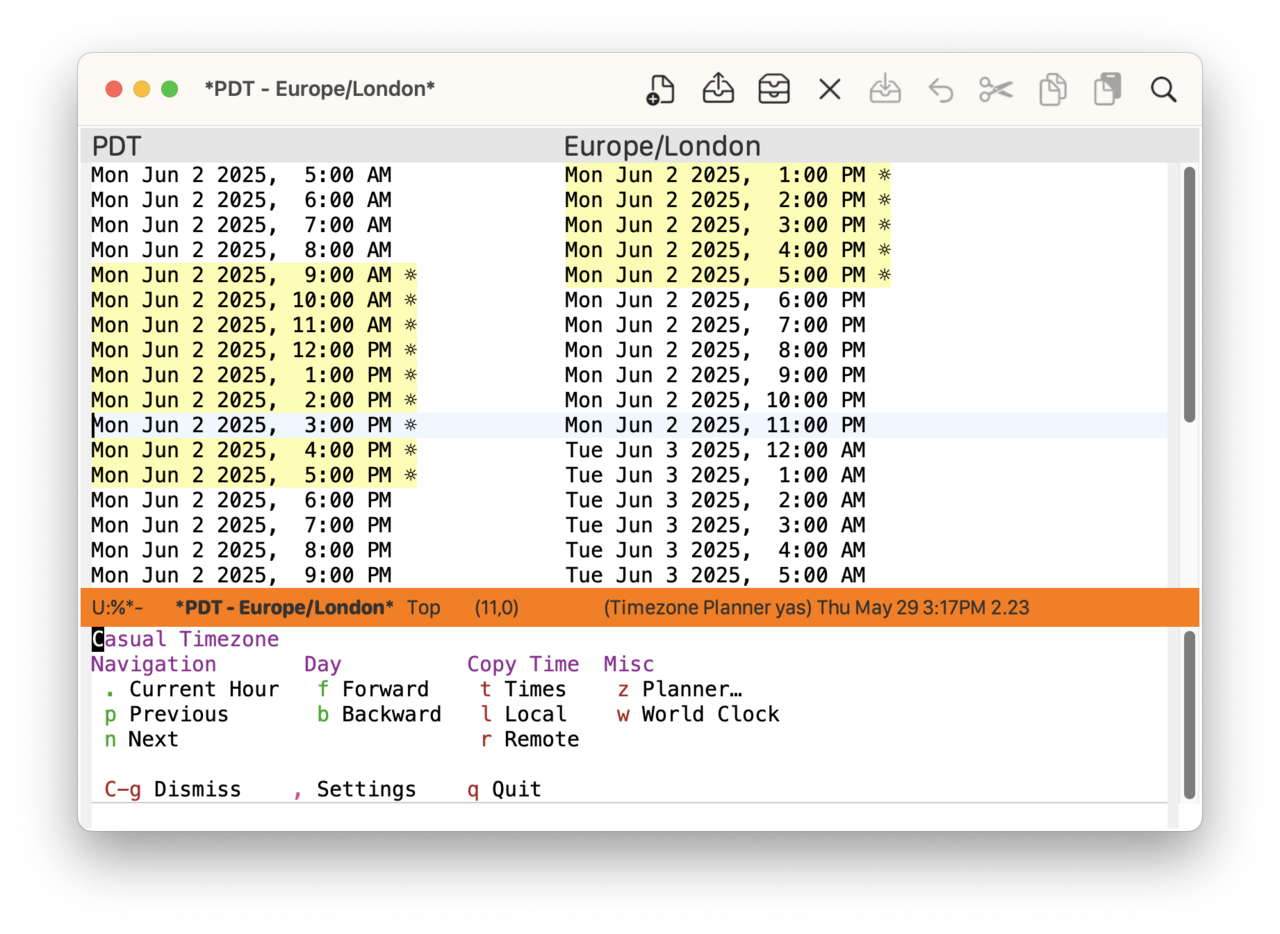 *PDT - Europe/London*
PDT Europe/London
Mon Jun 2 2025,  5:00 AM Mon Jun 2 2025,  1:00 PM ☼
Mon Jun 2 2025,  6:00 AM Mon Jun 2 2025,  2:00 PM ☼
Mon Jun 2 2025,  7:00 AM Mon Jun 2 2025,  3:00 PM ☼
Mon Jun 2 2025,  8:00 AM Mon Jun 2 2025,  4:00 PM ☼
Mon Jun 2 2025,  9:00 AM ☼ Mon Jun 2 2025,  5:00 PM ☼
Mon Jun 2 2025, 10:00 AM ☼ Mon Jun 2 2025,  6:00 PM
Mon Jun 2 2025, 11:00 AM ☼ Mon Jun 2 2025,  7:00 PM
Mon Jun 2 2025, 12:00 PM ☼ Mon Jun 2 2025,  8:00 PM
Mon Jun 2 2025,  1:00 PM ☼ Mon Jun 2 2025,  9:00 PM
Mon Jun 2 2025,  2:00 PM ☼ Mon Jun 2 2025, 10:00 PM
Mon Jun 2 2025,  3:00 PM ☼ Mon Jun 2 2025, 11:00 PM
Mon Jun 2 2025,  4:00 PM ☼ Tue Jun 3 2025, 12:00 AM
Mon Jun 2 2025,  5:00 PM ☼ Tue Jun 3 2025,  1:00 AM
Mon Jun 2 2025,  6:00 PM Tue Jun 3 2025,  2:00 AM
Mon Jun 2 2025,  7:00 PM Tue Jun 3 2025,  3:00 AM
Mon Jun 2 2025,  8:00 PM Tue Jun 3 2025,  4:00 AM
Mon Jun 2 2025,  9:00 PM Tue Jun 3 2025,  5:00 AM
U:%*- *PDT - Europe/London* Top (11,0) (Timezone Planner yas) Thu May 29 3:17PM 2.23
Casual Timezone
Navigation Day Copy Time Misc
. Current Hour f Forward t Times z Planner…
p Previous b Backward l Local w World Clock
n Next r Remote
C-g Dismiss , Settings q Quit